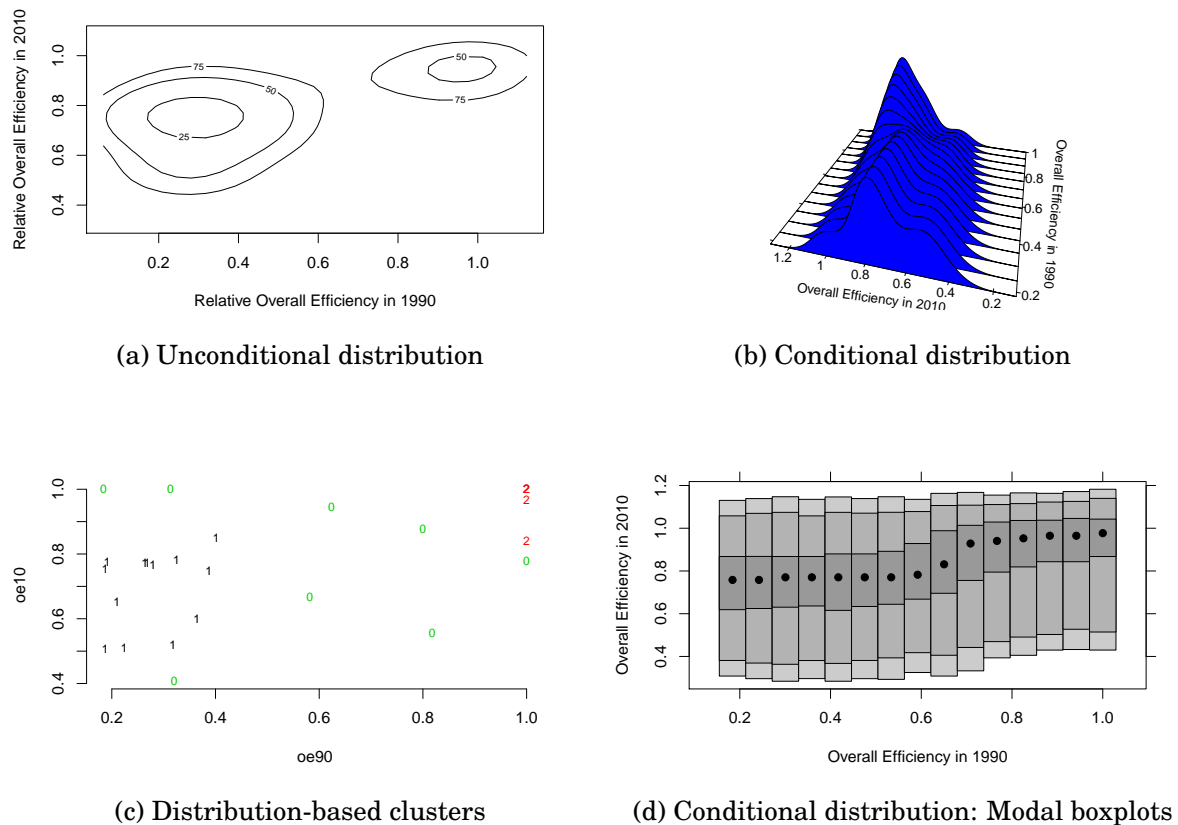 Relative Overall Efficiency in 2010
1.0
0.8
0.6
0.4
75
50
25
50
75
0.2 0.4 0.6 0.8 1.0
Relative Overall Efficiency in 1990
(a) Unconditional distribution
1.2 1 0.8 0.6 0.4 0.2
Overall Efficiency in 2010
1
0.8
0.6
0.4
0.2
Overall Efficiency in 1990
(b) Conditional distribution
oe10
1.0
0.8
0.6
0.4
0 0 2
2
0
0
1 2
1 1 1 1 1 0
1 1
1 0
1 0
1 1 1
0
0.2 0.4 0.6 0.8 1.0
oe90
(c) Distribution-based clusters
Overall Efficiency in 2010
1.2
1.0
0.8
0.6
0.4
0.2 0.4 0.6 0.8 1.0
Overall Efficiency in 1990
(d) Conditional distribution: Modal boxplots